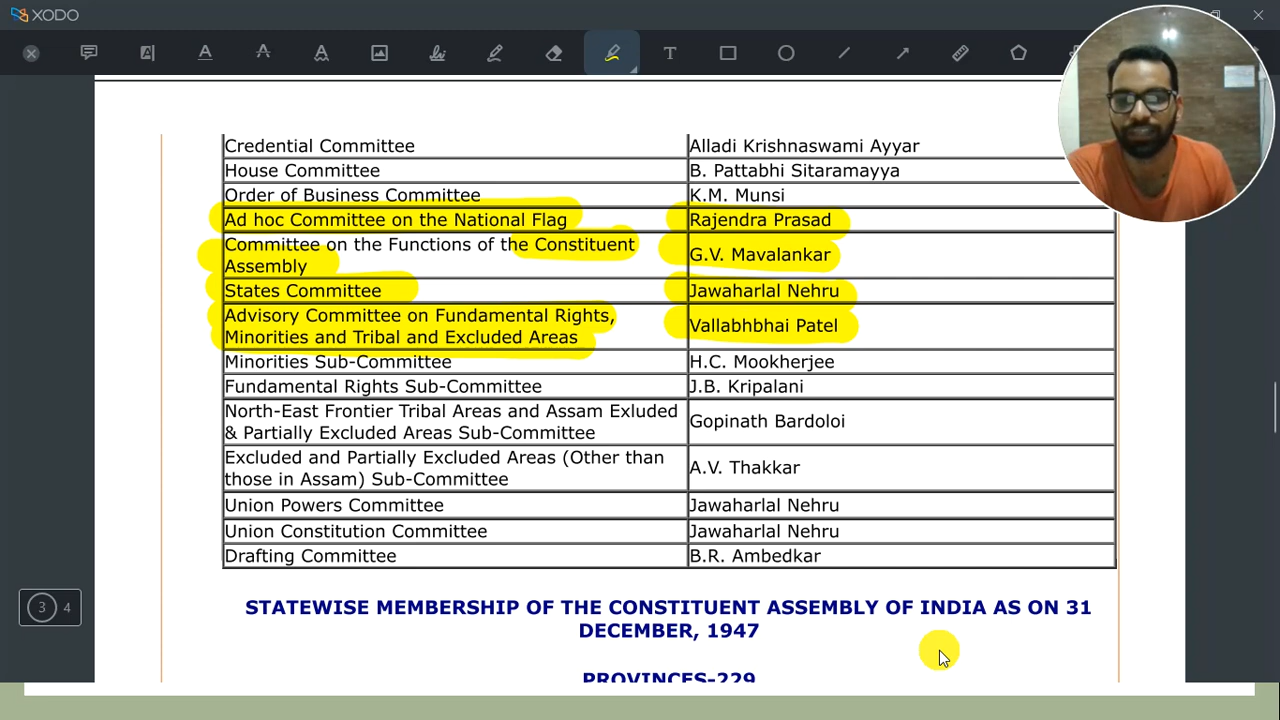 XODO
T
Credential Committee
Alladi Krishnaswami Ayyar
House Committee
B. Pattabhi Sitaramayya
Order of Business Committee
K.M. Munsi
Ad hoc Committee on the National Flag
Rajendra Prasad
Committee on the Functions of the Constituent
Assembly
G.V. Mavalankar
States Committee
Jawaharlal Nehru
Advisory Committee on Fundamental Rights,
Minorities and Tribal and Excluded Areas
Vallabhbhai Patel
Minorities Sub-Committee
H.C. Mookherjee
Fundamental Rights Sub-Committee
J.B. Kripalani
North-East Frontier Tribal Areas and Assam Exluded
& Partially Excluded Areas Sub-Committee
Gopinath Bardoloi
Excluded and Partially Excluded Areas (Other than
those in Assam) Sub-Committee
A.V. Thakkar
Union Powers Committee
Jawaharlal Nehru
Union Constitution Committee
Jawaharlal Nehru
Drafting Committee
B.R. Ambedkar
3 4
STATEWISE MEMBERSHIP OF THE CONSTITUENT ASSEMBLY OF INDIA AS ON 31
DECEMBER, 1947
PROVINCES-229